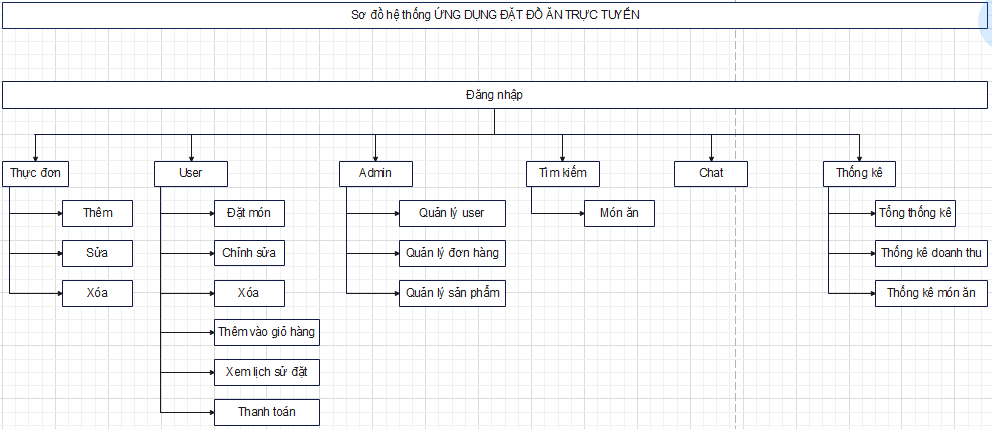 Sơ đồ hệ thống ỨNG DỤNG ĐẶT ĐỒ ĂN TRỰC TUYẾN
Đăng nhập
Thực đơn
User
Admin
Tìm kiếm
Chat
Thống kê
Thêm
Đặt món
Quản lý user
Món ăn
Tổng thống kê
Sửa
Chỉnh sửa
Quản lý đơn hàng
Thống kê doanh thu
Xóa
Xóa
Quản lý sản phẩm
Thống kê món ăn
Thêm vào giỏ hàng
Xem lịch sử đặt
Thanh toán